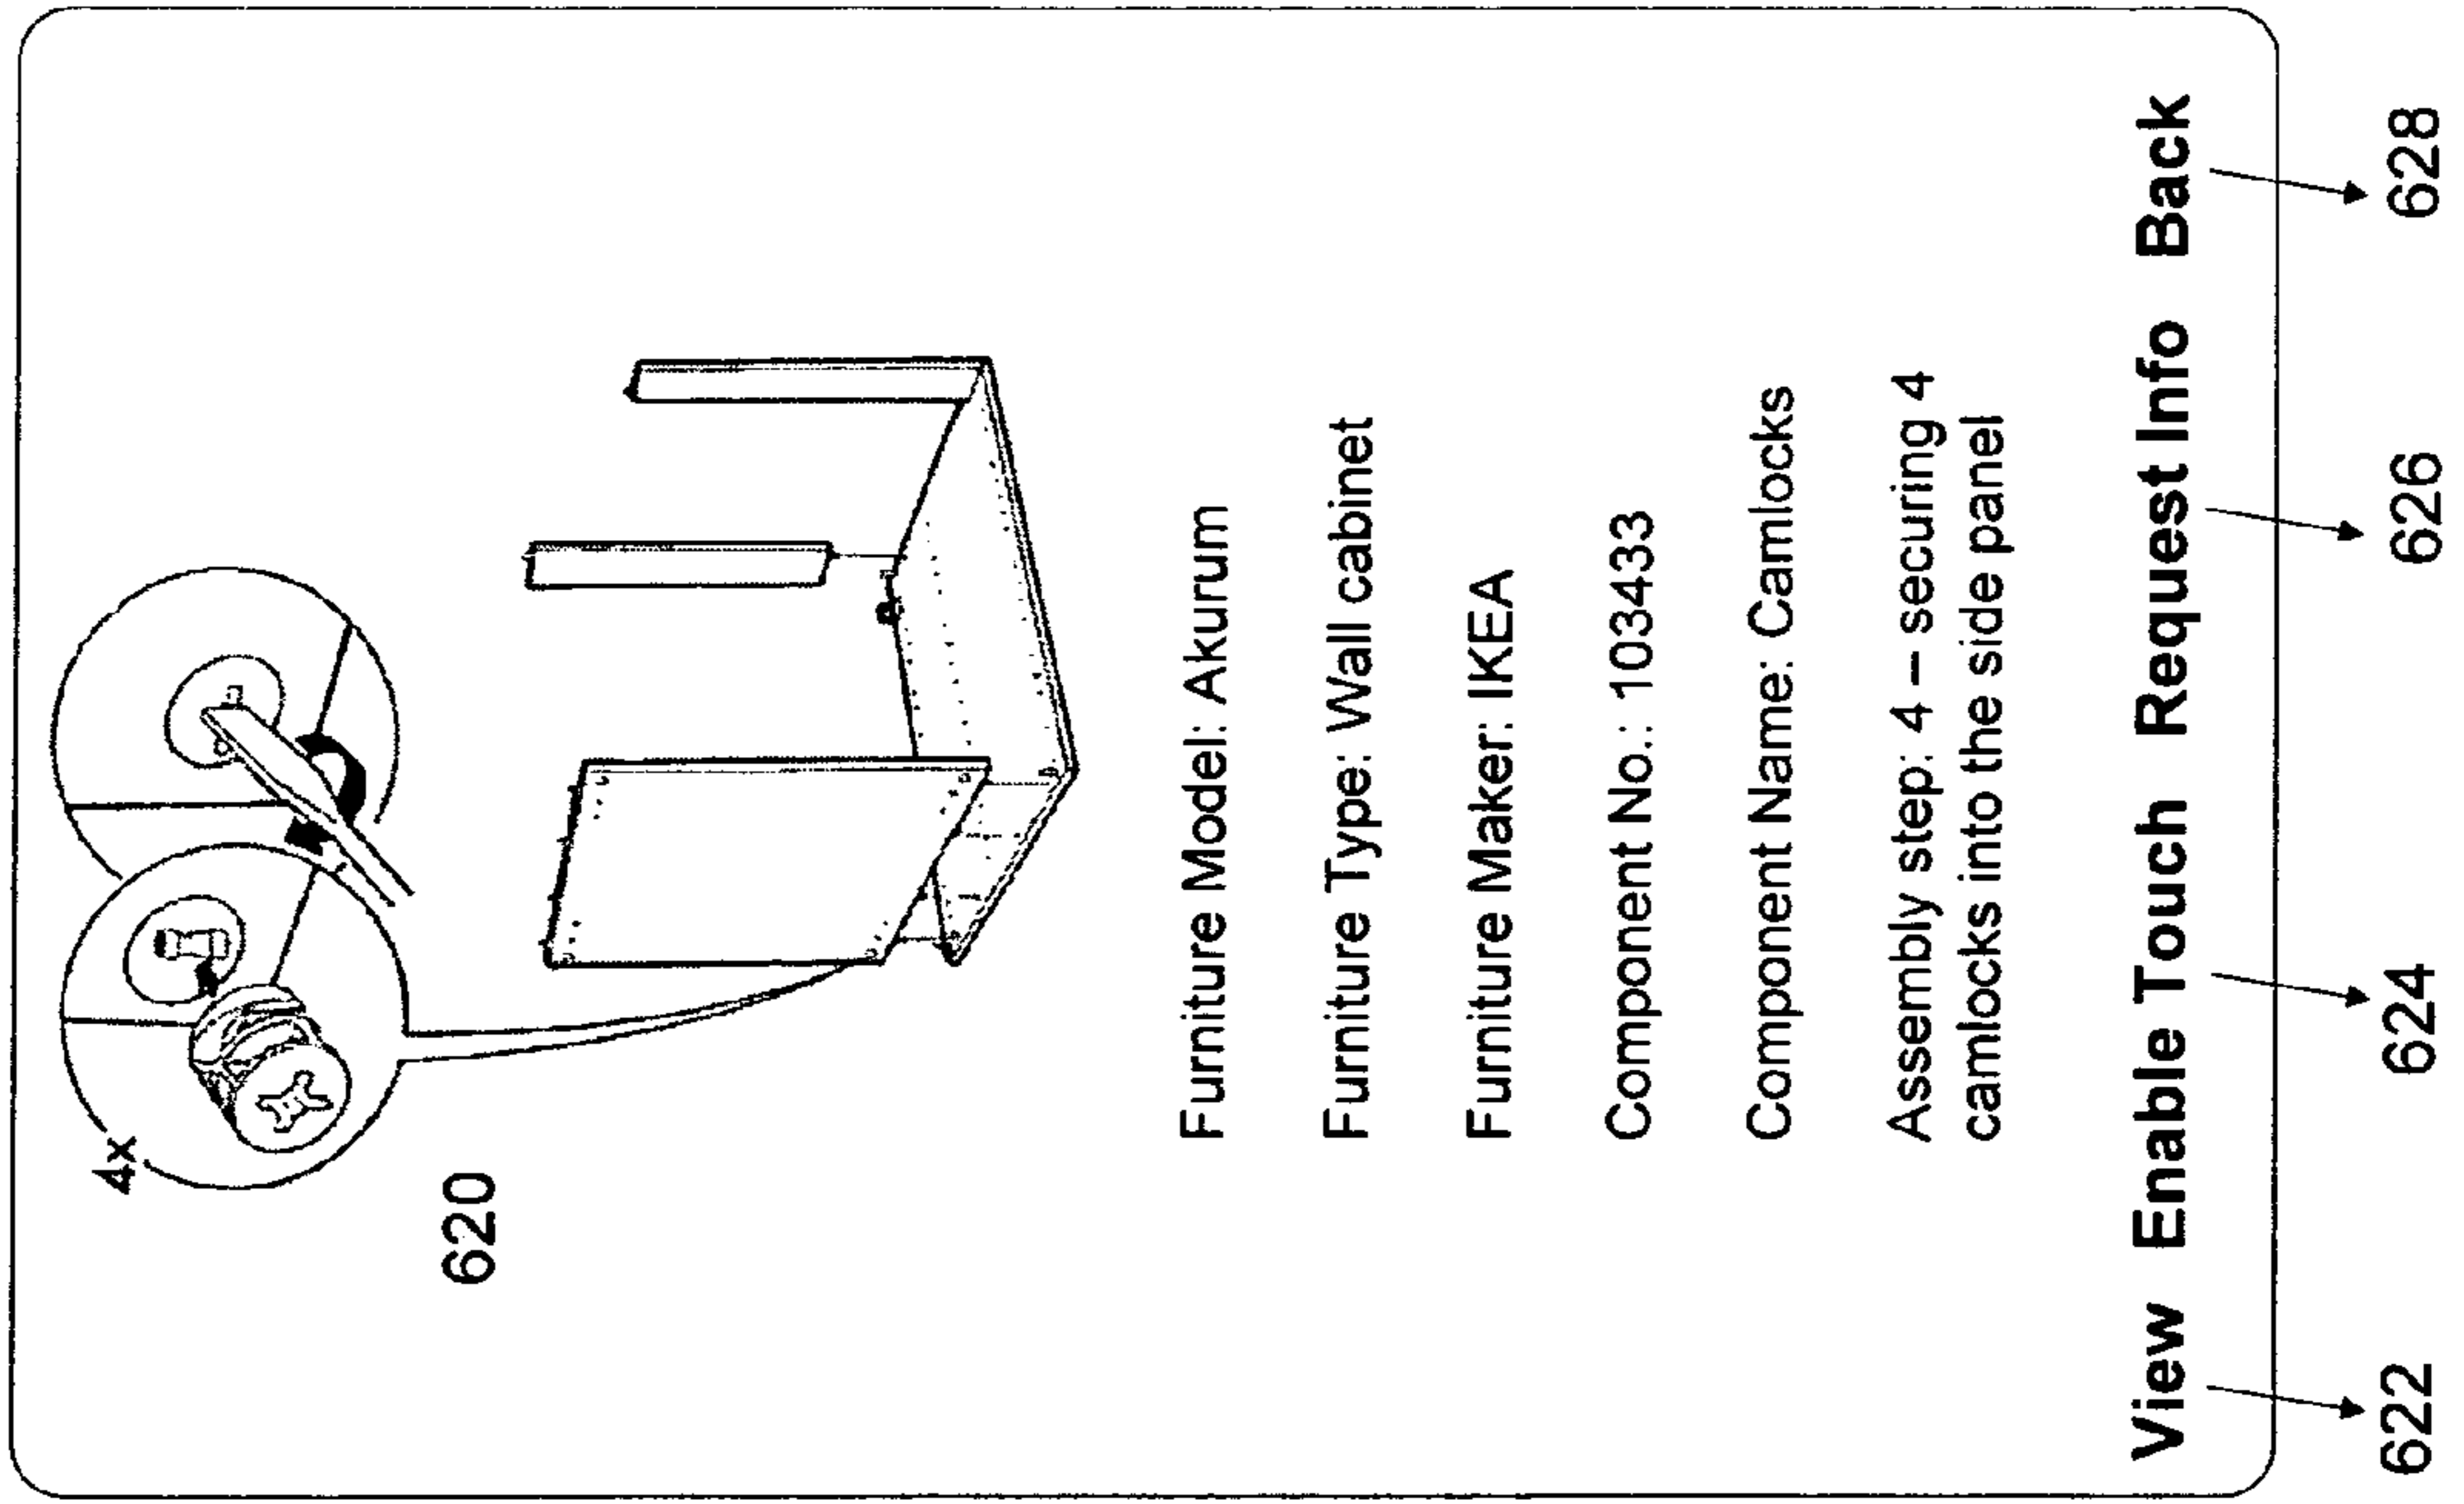 4x
620
Furniture Model: Akurum
Furniture Type: Wall cabinet
Furniture Maker: IKEA
Component No.: 103433
Component Name: Camlocks
Assembly step: 4 – securing 4
camlocks into the side panel
View Enable Touch Request Info Back
622 624 626 628